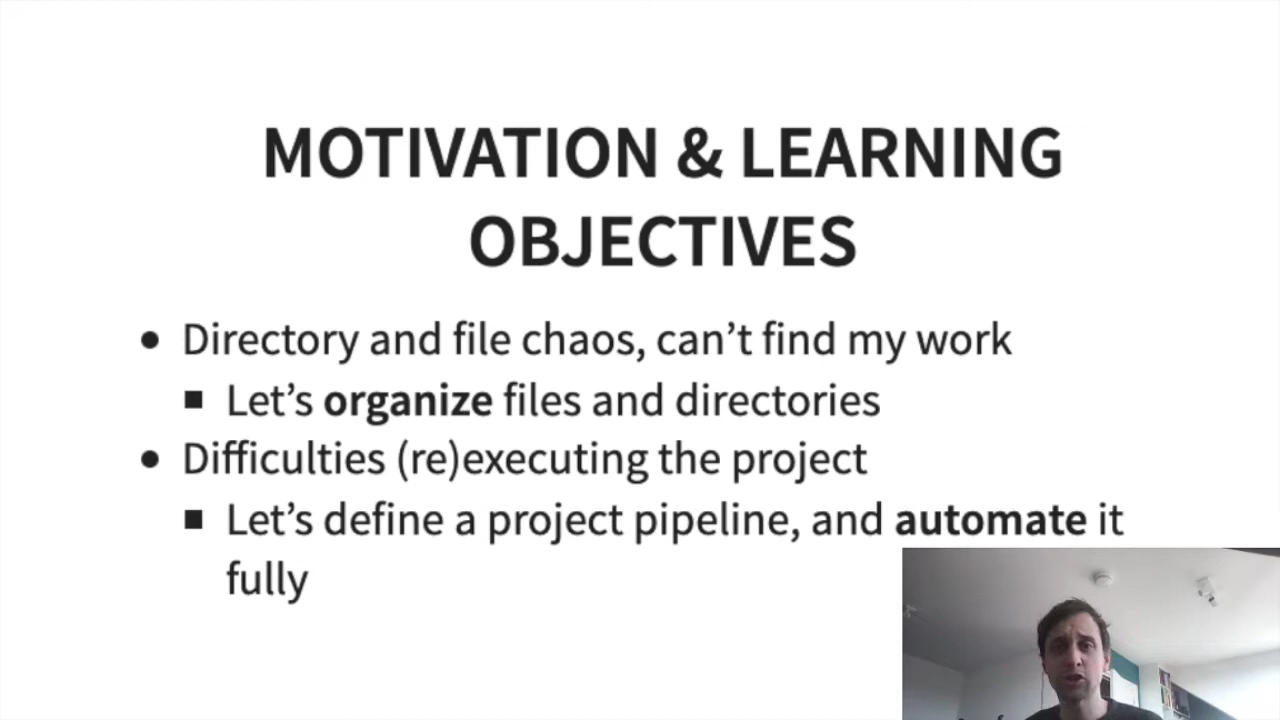 MOTIVATION & LEARNING
OBJECTIVES
• Directory and file chaos, can’t find my work
▪ Let’s organize files and directories
• Difficulties (re)executing the project
▪ Let’s define a project pipeline, and automate it
fully